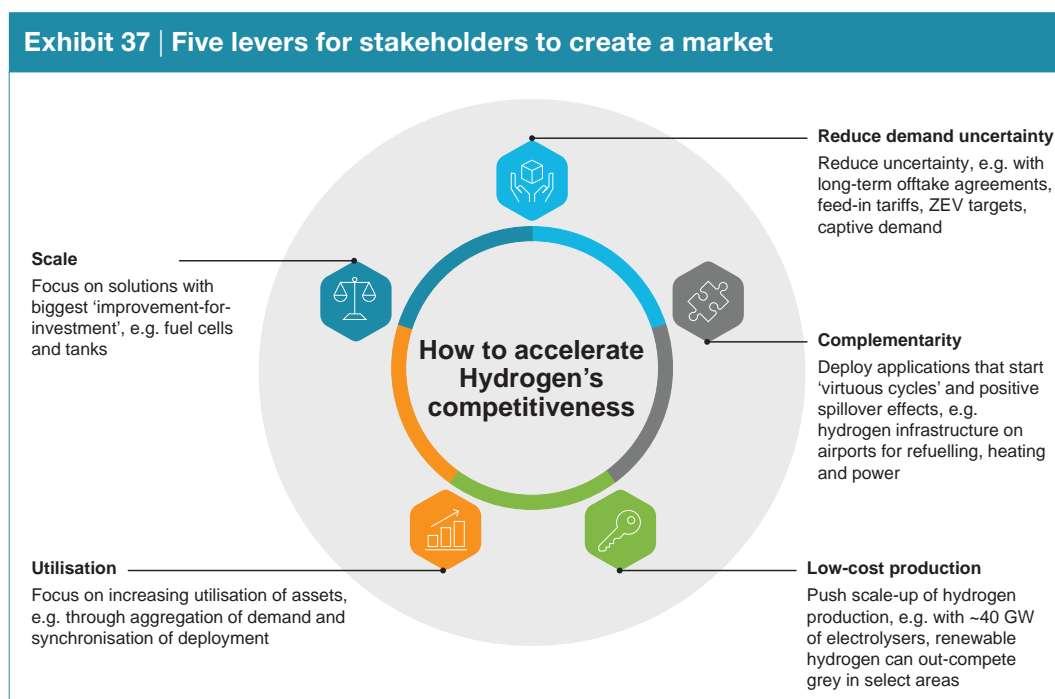 Exhibit 37 | Five levers for stakeholders to create a market
Reduce demand uncertainty
Reduce uncertainty, e.g. with
long-term offtake agreements,
feed-in tariffs, ZEV targets,
captive demand
Scale
Focus on solutions with
biggest ‘improvement-for-
investment’, e.g. fuel cells
and tanks
How to accelerate
Hydrogen’s
competitiveness
Complementarity
Deploy applications that start
‘virtuous cycles’ and positive
spillover effects, e.g.
hydrogen infrastructure on
airports for refuelling, heating
and power
Utilisation
Focus on increasing utilisation of assets,
e.g. through aggregation of demand and
synchronisation of deployment
Low-cost production
Push scale-up of hydrogen
production, e.g. with ~40 GW
of electrolysers, renewable
hydrogen can out-compete
grey in select areas